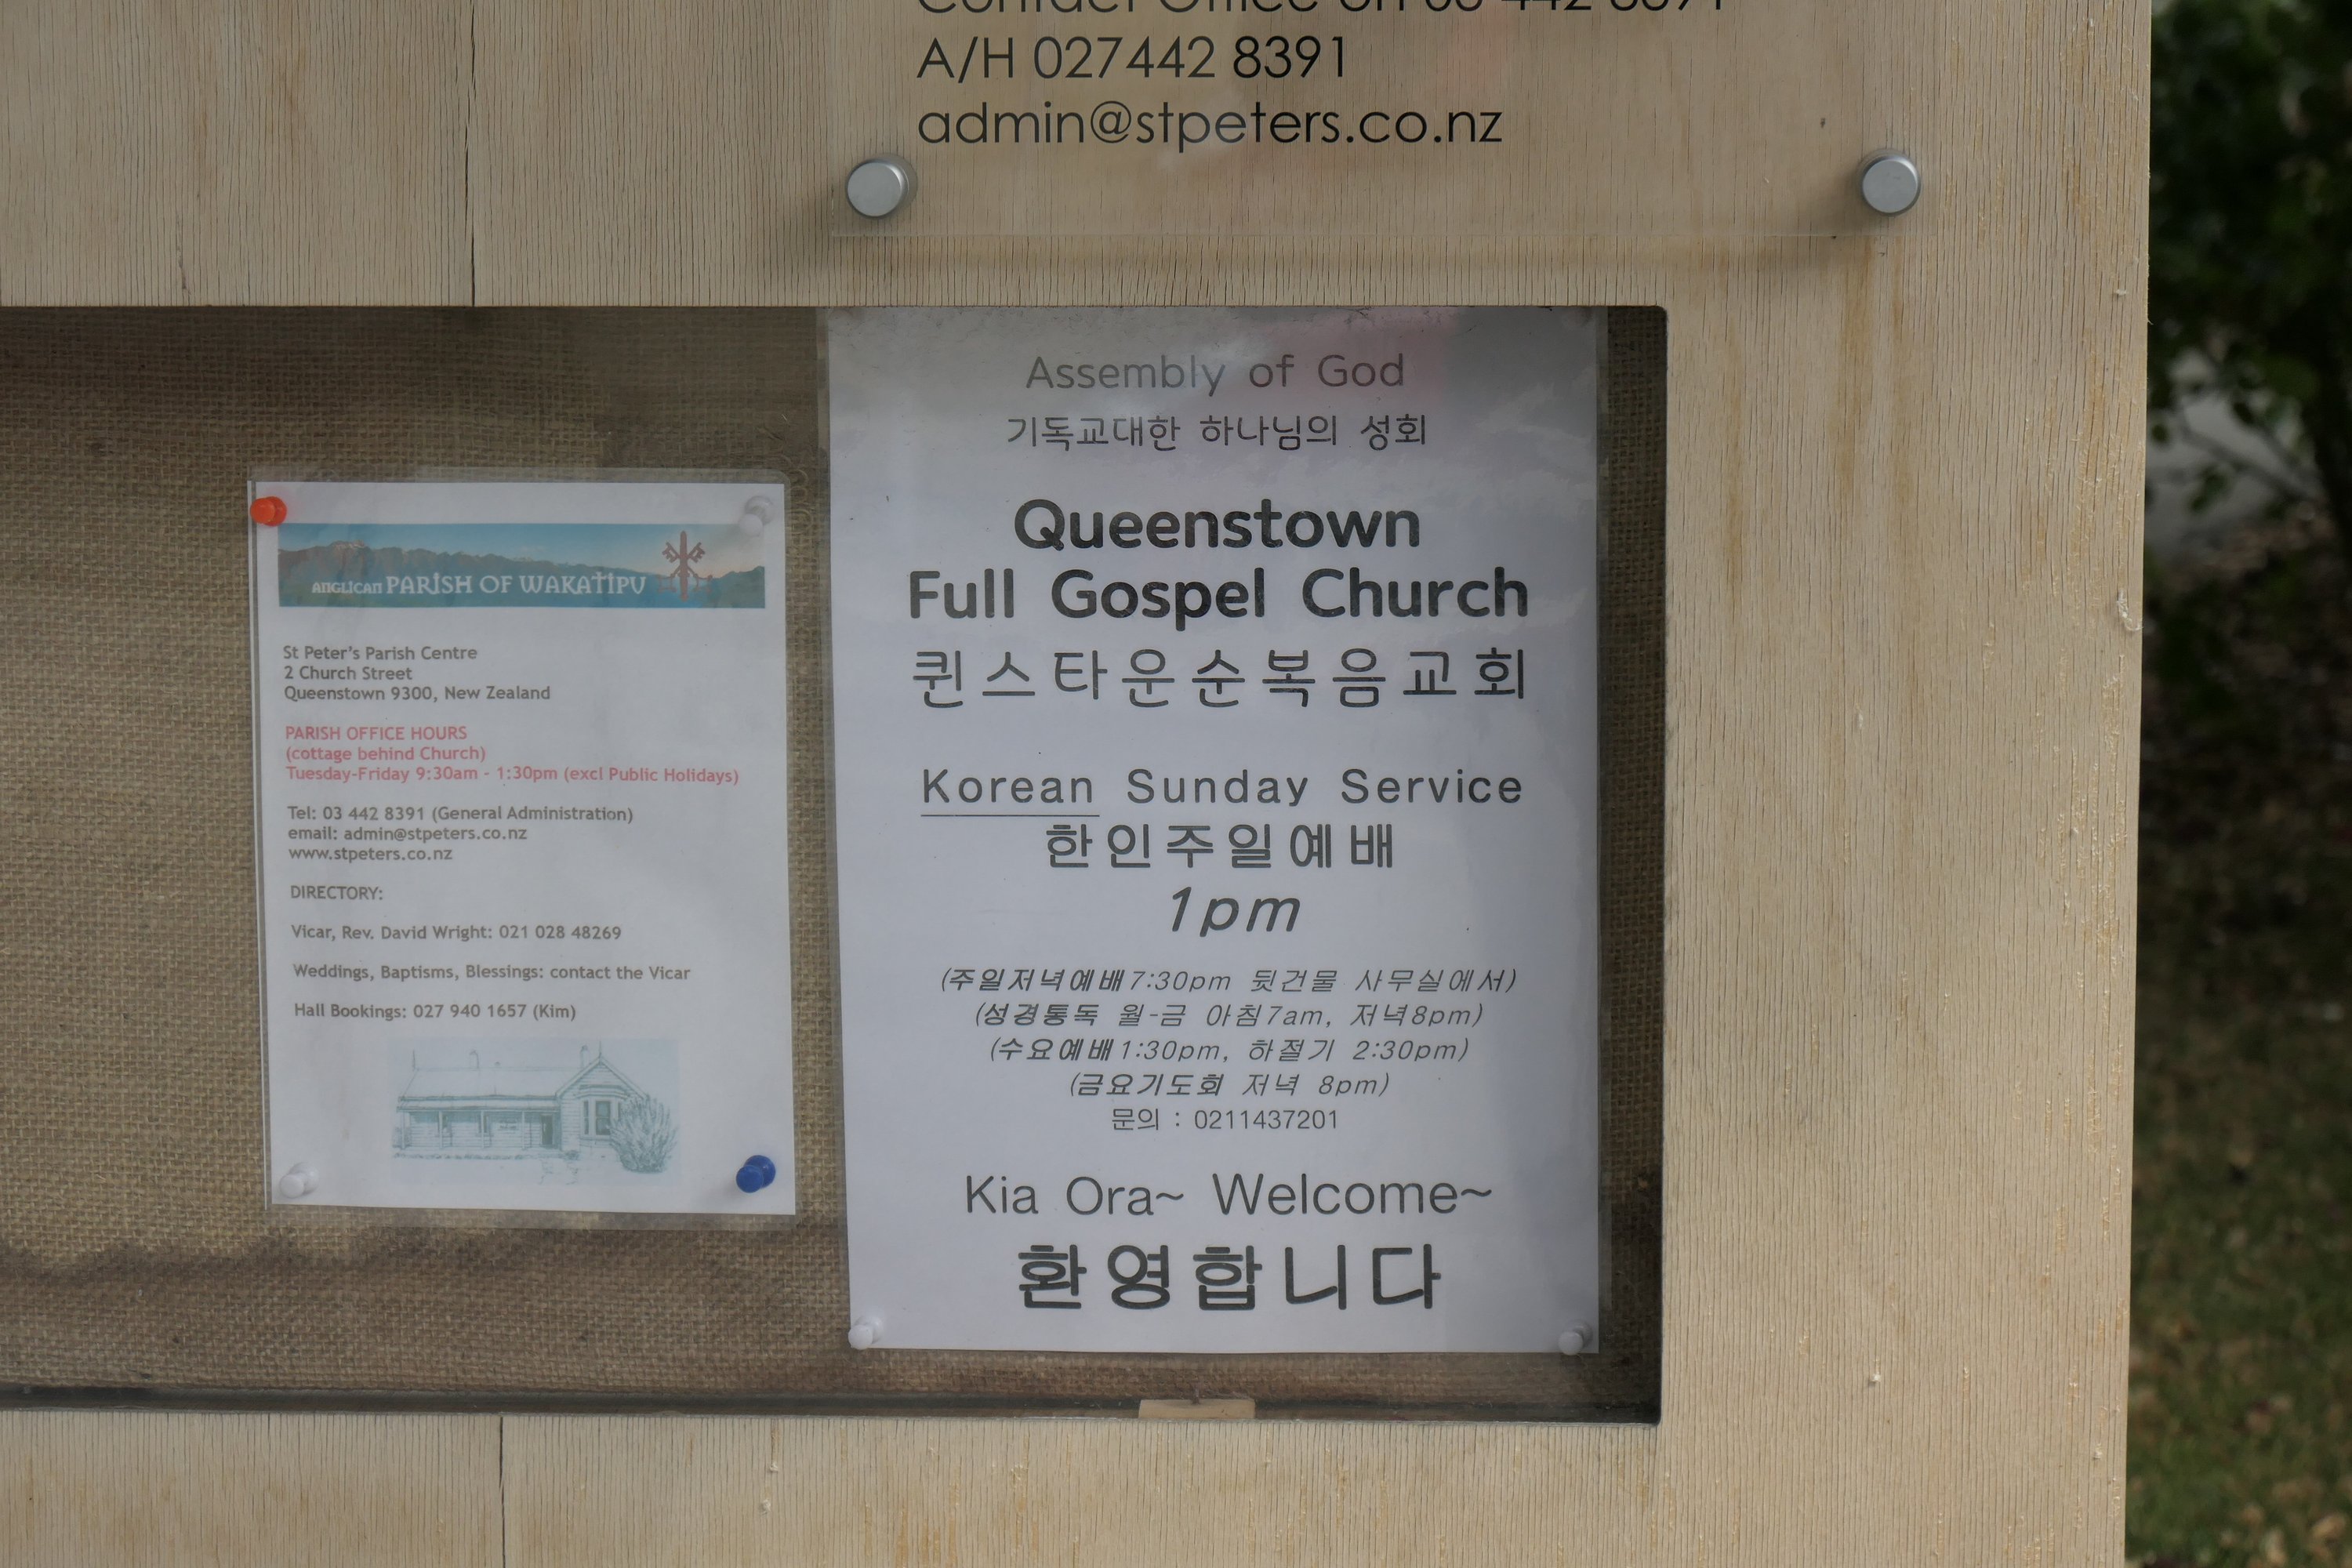 Contact Office on 03 442 8391
A/H 027442 8391
admin@stpeters.co.nz
ANGLICAN PARISH OF WAKATIPU
St Peter's Parish Centre
2 Church Street
Queenstown 9300, New Zealand
PARISH OFFICE HOURS
(cottage behind Church)
Tuesday-Friday 9:30am - 1:30pm (excl Public Holidays)
Tel: 03 442 8391 (General Administration)
email: admin@stpeters.co.nz
www.stpeters.co.nz
DIRECTORY:
Vicar, Rev. David Wright: 021 028 48269
Weddings, Baptisms, Blessings: contact the Vicar
Hall Bookings: 027 940 1657 (Kim)
Assembly of God
기독교대한 하나님의 성회
Queenstown
Full Gospel Church
퀸스타운순복음교회
Korean Sunday Service
한인주일예배
1pm
(주일저녁예배7:30pm 뒷건물 사무실에서)
(성경통독 월-금 아침7am, 저녁8pm)
(수요예배1:30pm, 하절기 2:30pm)
(금요기도회 저녁 8pm)
문의 : 0211437201
Kia Ora~ Welcome~
환영합니다